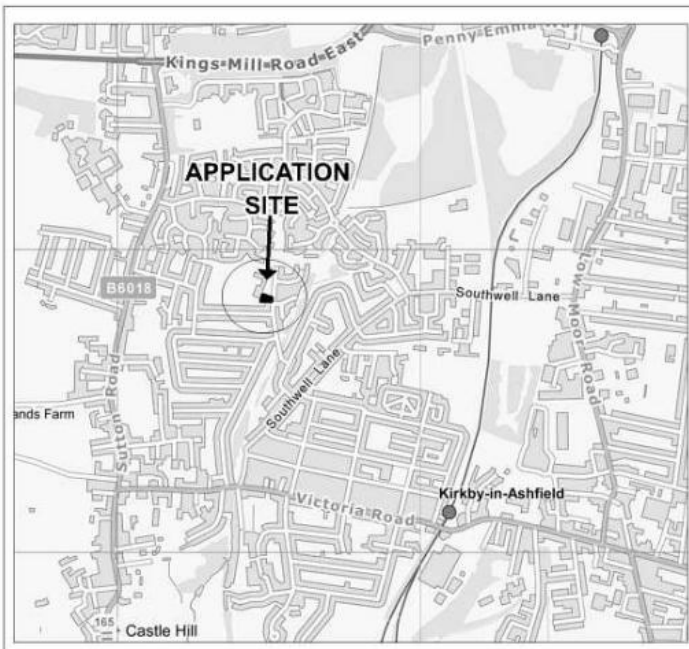 Penny Emma Way
Kings Mill Road East
APPLICATION
SITE
B6018
Southwell Lane
Low Moor Road
Sutton Road
Southwell Lane
ands Farm
Kirkby-in-Ashfield
Victoria Road
165
Castle Hill